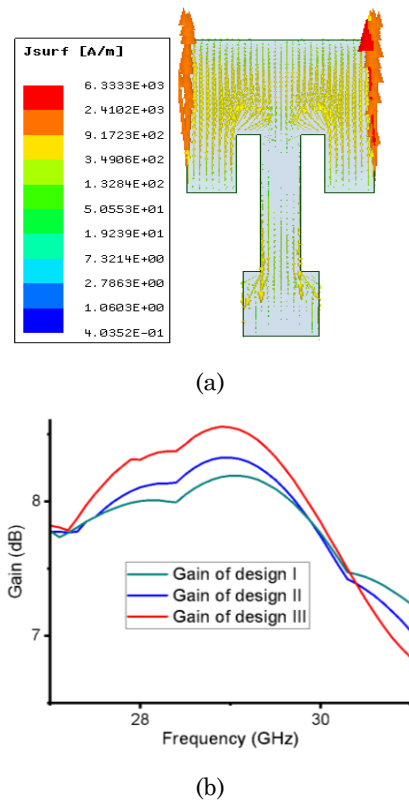 Jsurf [A/m]
6.3333E+03
2.4102E+03
9.1723E+02
3.4906E+02
1.3284E+02
5.0553E+01
1.9239E+01
7.3214E+00
2.7863E+00
1.0603E+00
4.0352E-01
(a)
8
7
Gain (dB)
Gain of design I
Gain of design II
Gain of design III
28
30
Frequency (GHz)
(b)